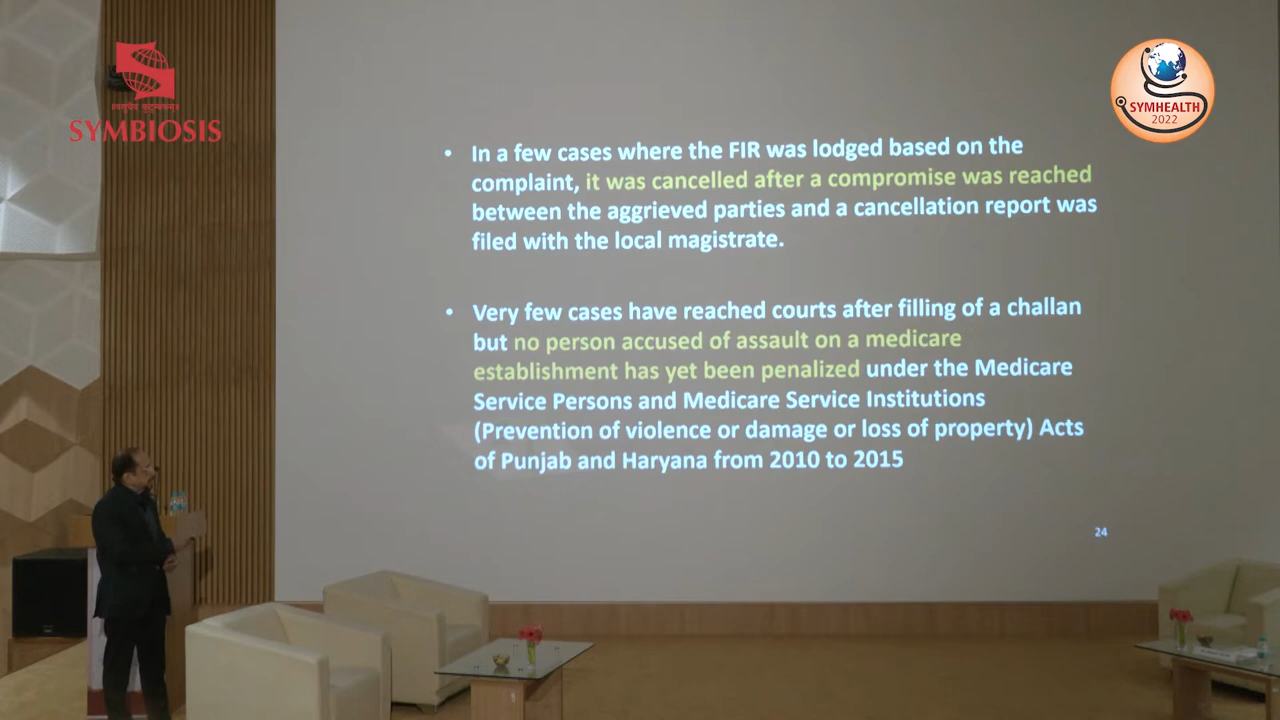 SYMBIOSIS
SYMHEALTH
2022
• In a few cases where the FIR was lodged based on the
complaint, it was cancelled after a compromise was reached
between the aggrieved parties and a cancellation report was
filed with the local magistrate.
• Very few cases have reached courts after filling of a challan
but no person accused of assault on a medicare
establishment has yet been penalized under the Medicare
Service Persons and Medicare Service Institutions
(Prevention of violence or damage or loss of property) Acts
of Punjab and Haryana from 2010 to 2015
24